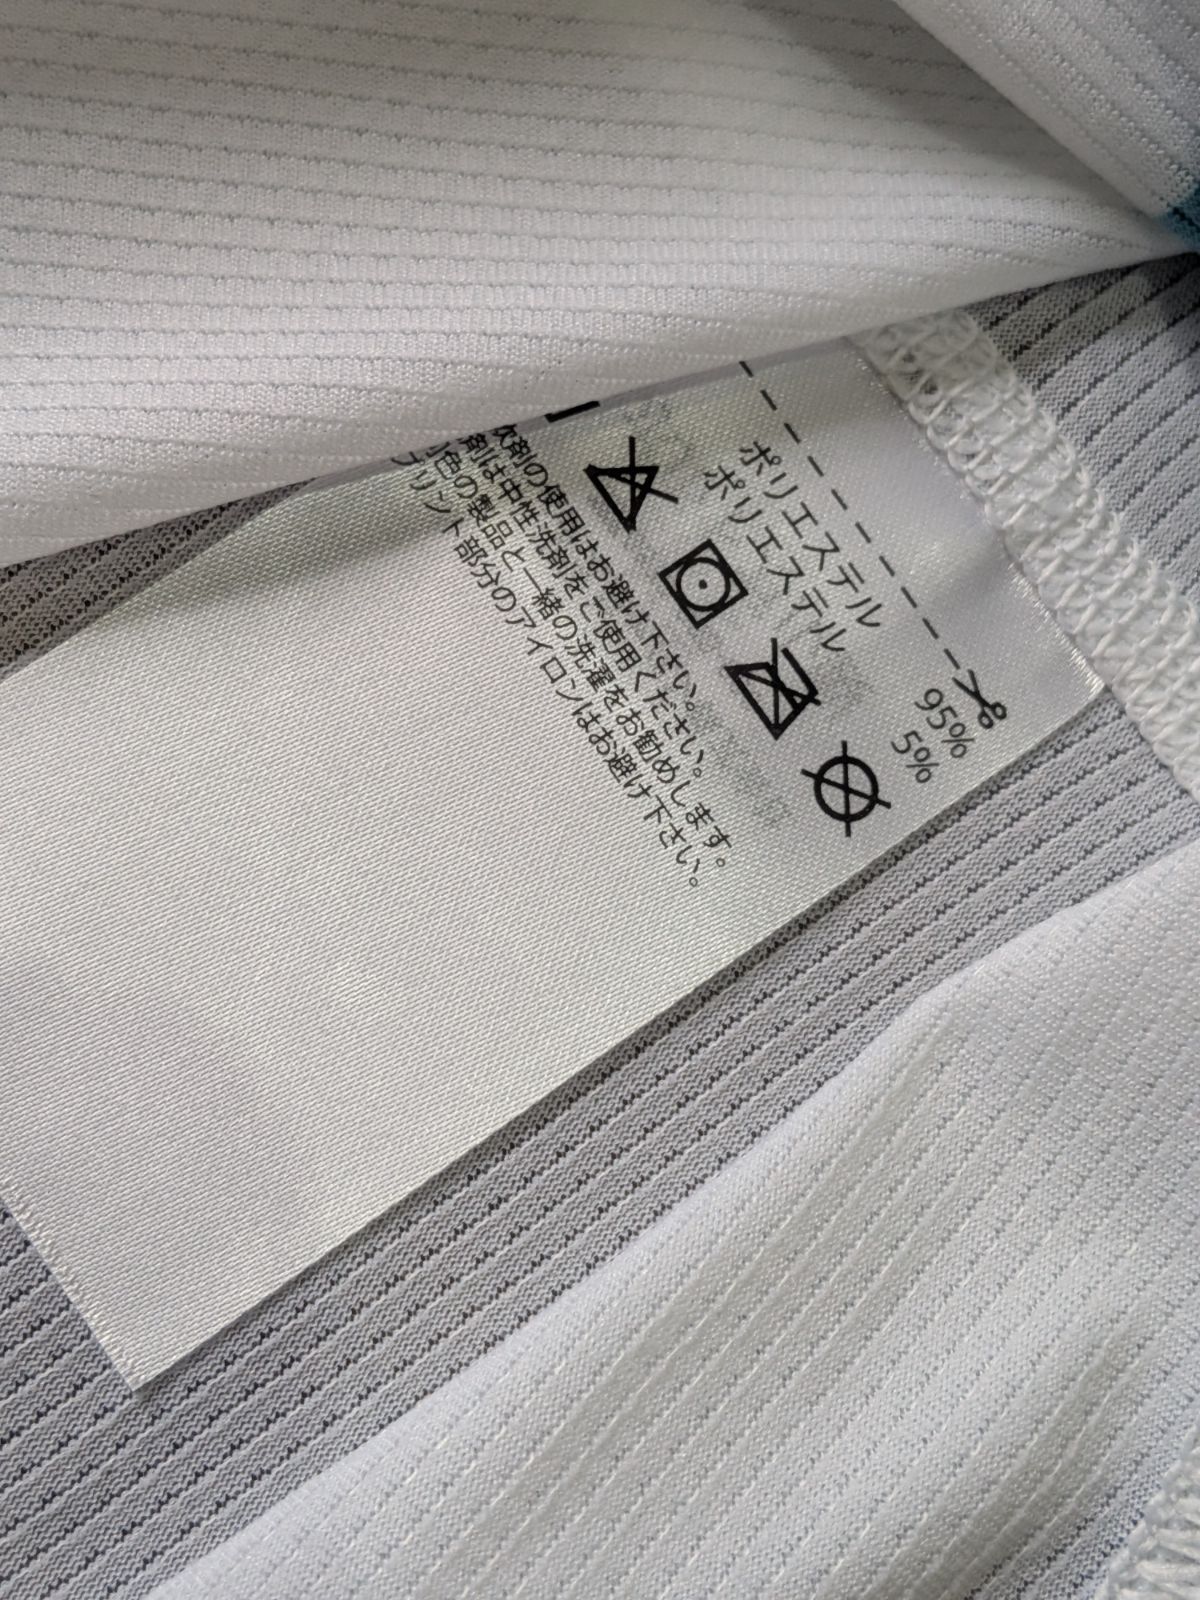 ポリエステル 95%
ポリエステル 5%
剤の使用はお避け下さい。
剤は中性洗剤をご使用ください。
色の製品と一緒の洗濯をお勧めします。
プリント部分のアイロンはお避け下さい。